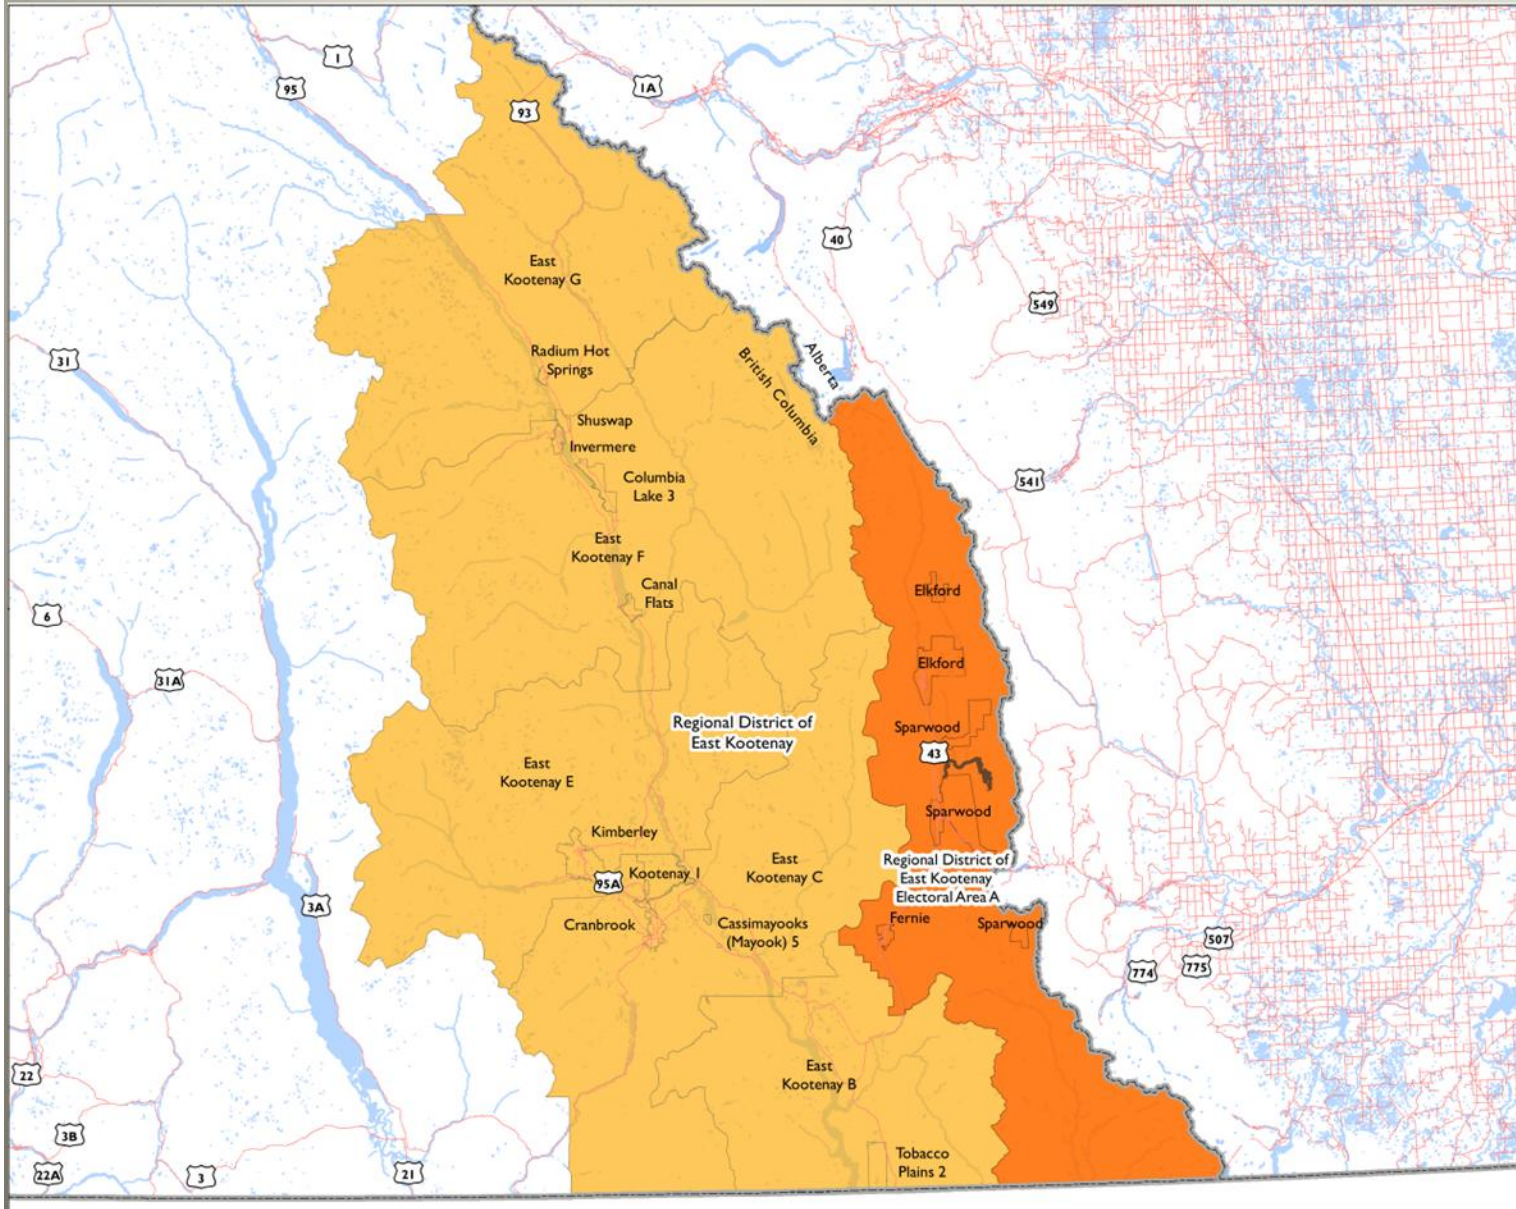 1
95
1A
93
40
East
Kootenay G
549
Alberta
British Columbia
31
Radium Hot
Springs
Shuswap
Invermere
541
Columbia
Lake 3
East
Kootenay F
Canal
Flats
Elkford
6
Elkford
31A
Regional District of
East Kootenay
Sparwood
43
East
Kootenay E
Sparwood
Kimberley
Regional District of
East Kootenay
Electoral Area A
East
Kootenay C
Kootenay 1
95A
3A
Cranbrook
Cassimayooks
(Mayook) 5
Fernie
Sparwood
507
774
775
22
East
Kootenay B
3B
Tobacco
Plains 2
22A
3
21